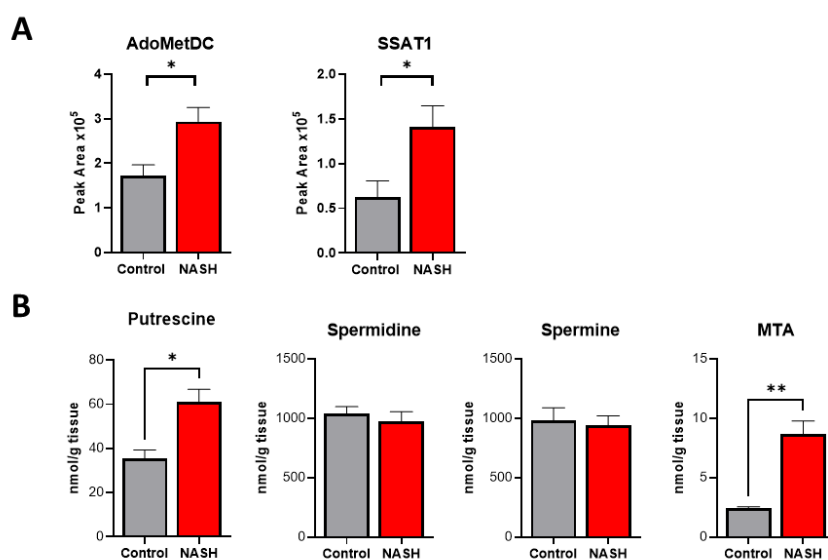 A
AdoMetDC
SSAT1
*
*
Peak Area x10⁵
4
3
2
1
0
Control NASH
Peak Area x10⁵
2.0
1.5
1.0
0.5
0.0
Control NASH
B
Putrescine
Spermidine
Spermine
MTA
*
**
nmol/g tissue
80
60
40
20
0
Control NASH
nmol/g tissue
1500
1000
500
0
Control NASH
nmol/g tissue
1500
1000
500
0
Control NASH
nmol/g tissue
15
10
5
0
Control NASH